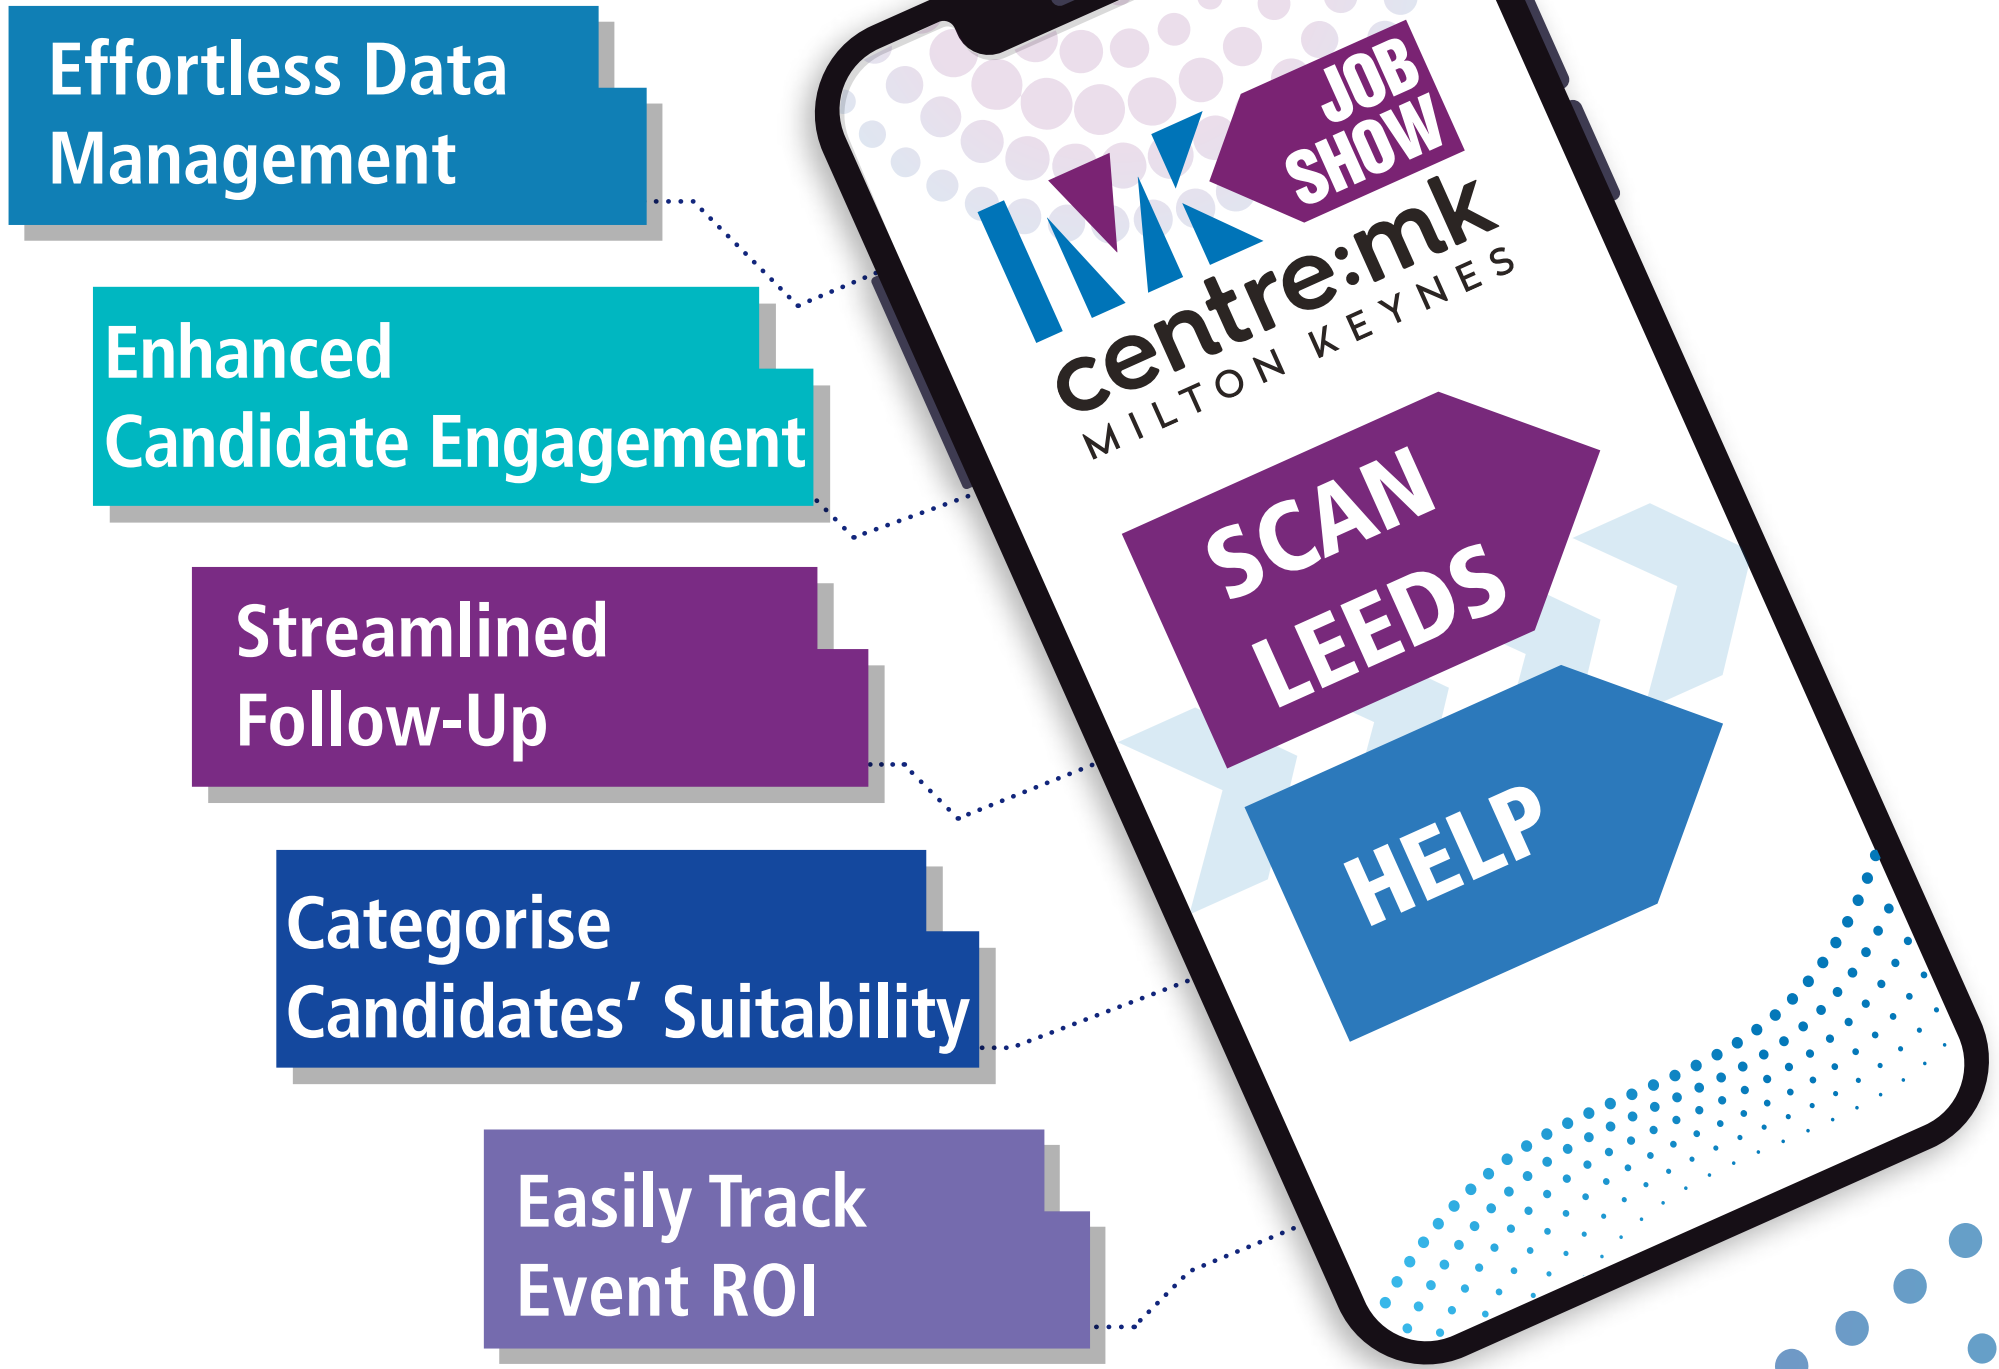 Effortless Data
Management
Enhanced
Candidate Engagement
Streamlined
Follow-Up
Categorise
Candidates’ Suitability
Easily Track
Event ROI
JOB
SHOW
MK
centre:mk
MILTON KEYNES
SCAN
LEEDS
HELP